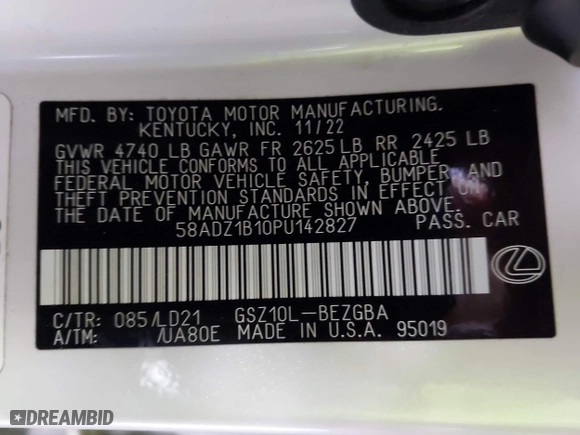 MFD. BY: TOYOTA MOTOR MANUFACTURING.
KENTUCKY, INC. 11/22
GVWR 4740 LB GAWR FR 2625 LB RR 2425 LB
THIS VEHICLE CONFORMS TO ALL APPLICABLE
FEDERAL MOTOR VEHICLE SAFETY, BUMPER, AND
THEFT PREVENTION STANDARDS IN EFFECT ON
THE DATE OF MANUFACTURE SHOWN ABOVE.
58ADZ1B10PU142827 PASS. CAR
C/TR: 085/LD21 GSZ10L-BEZGBA
A/TM: /UA80E MADE IN U.S.A. 95019
DREAMBID